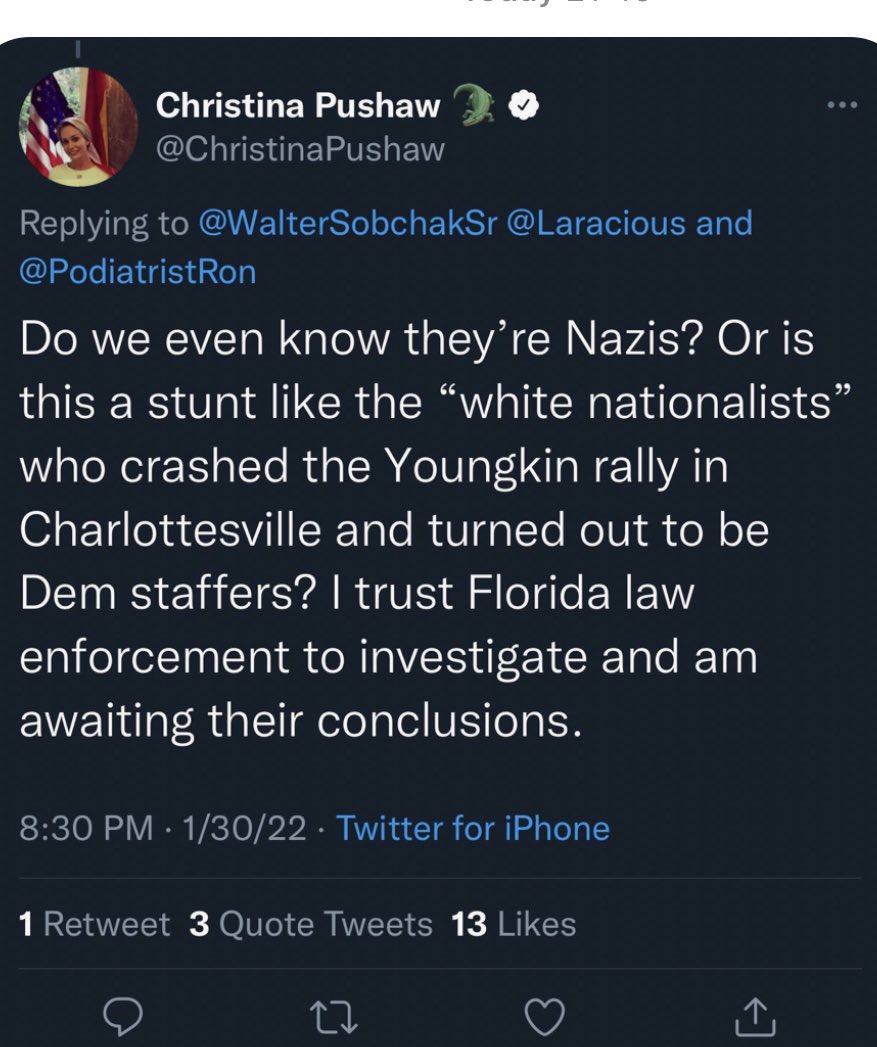 Christina Pushaw 🐊
@ChristinaPushaw
Replying to @WalterSobchakSr @Laracious and
@PodiatristRon
Do we even know they’re Nazis? Or is
this a stunt like the “white nationalists”
who crashed the Youngkin rally in
Charlottesville and turned out to be
Dem staffers? I trust Florida law
enforcement to investigate and am
awaiting their conclusions.
8:30 PM · 1/30/22 · Twitter for iPhone
1 Retweet 3 Quote Tweets 13 Likes